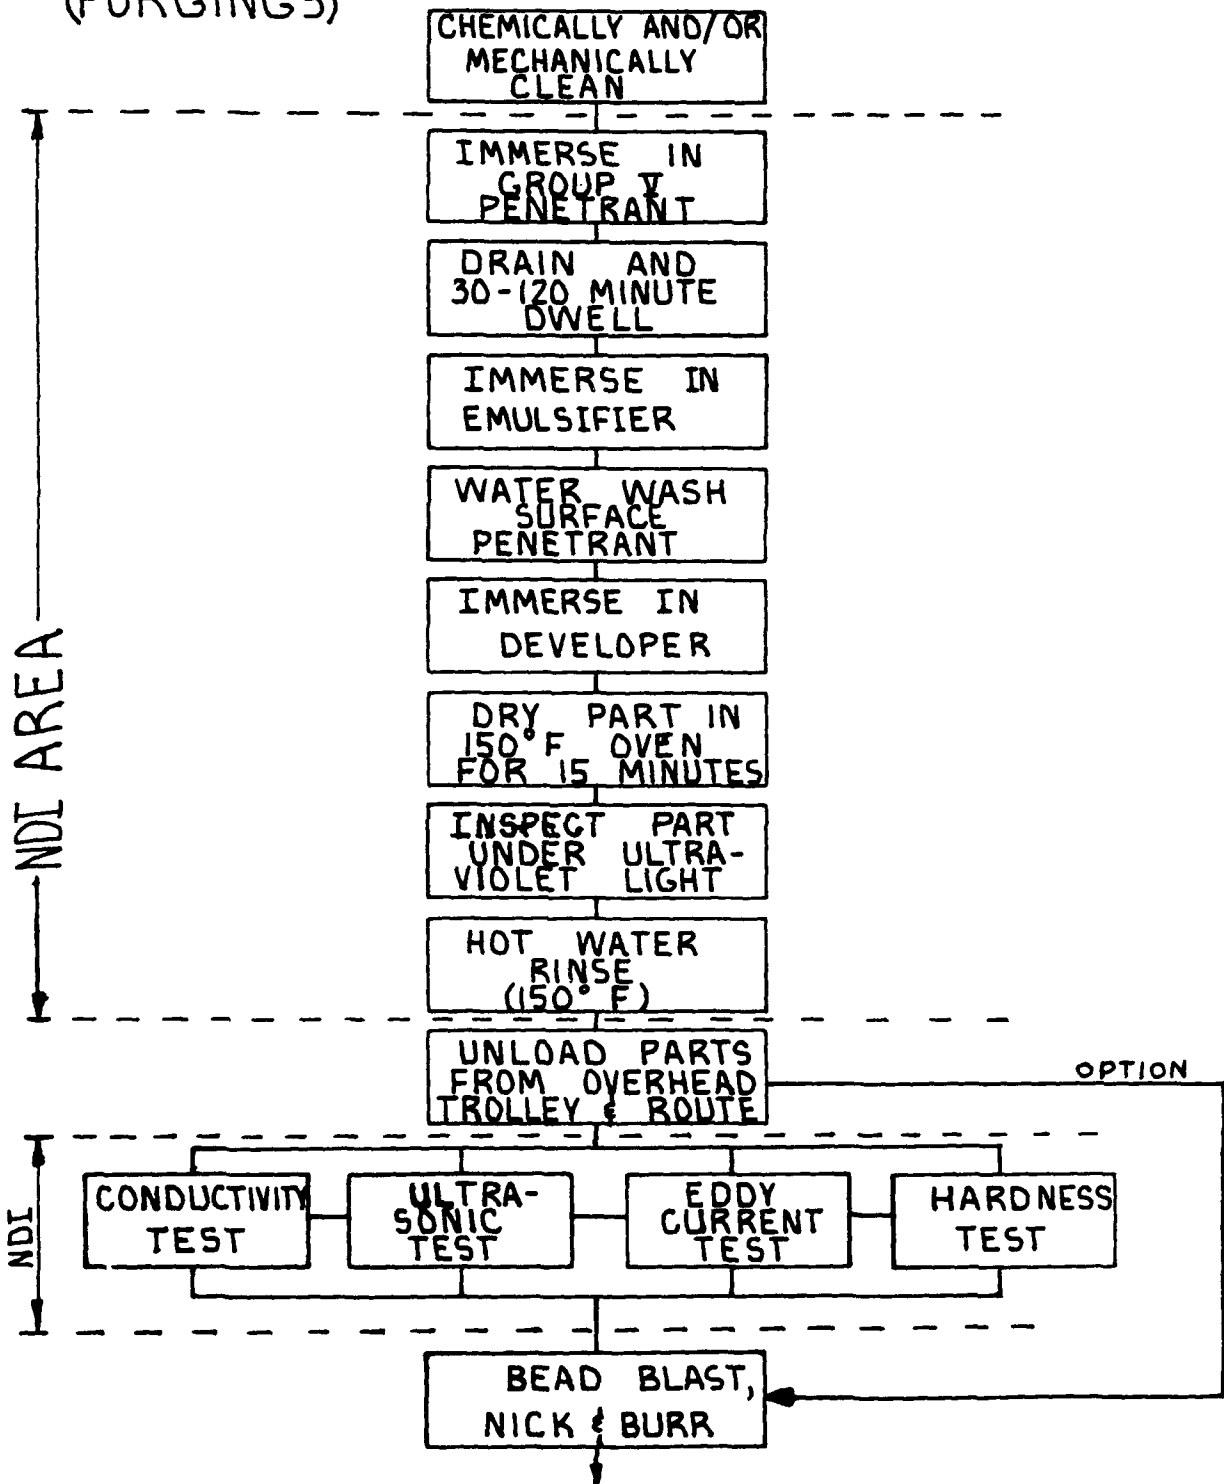 (FORGINGS)
CHEMICALLY AND/OR
MECHANICALLY
CLEAN
IMMERSE IN
GROUP V
PENETRANT
DRAIN AND
30-120 MINUTE
DWELL
IMMERSE IN
EMULSIFIER
WATER WASH
SURFACE
PENETRANT
IMMERSE IN
DEVELOPER
DRY PART IN
150°F OVEN
FOR 15 MINUTES
INSPECT PART
UNDER ULTRA-
VIOLET LIGHT
HOT WATER
RINSE
(150° F)
NDI AREA
UNLOAD PARTS
FROM OVERHEAD
TROLLEY & ROUTE
OPTION
NDI
CONDUCTIVITY
TEST
ULTRA-
SONIC
TEST
EDDY
CURRENT
TEST
HARDNESS
TEST
BEAD BLAST,
NICK & BURR